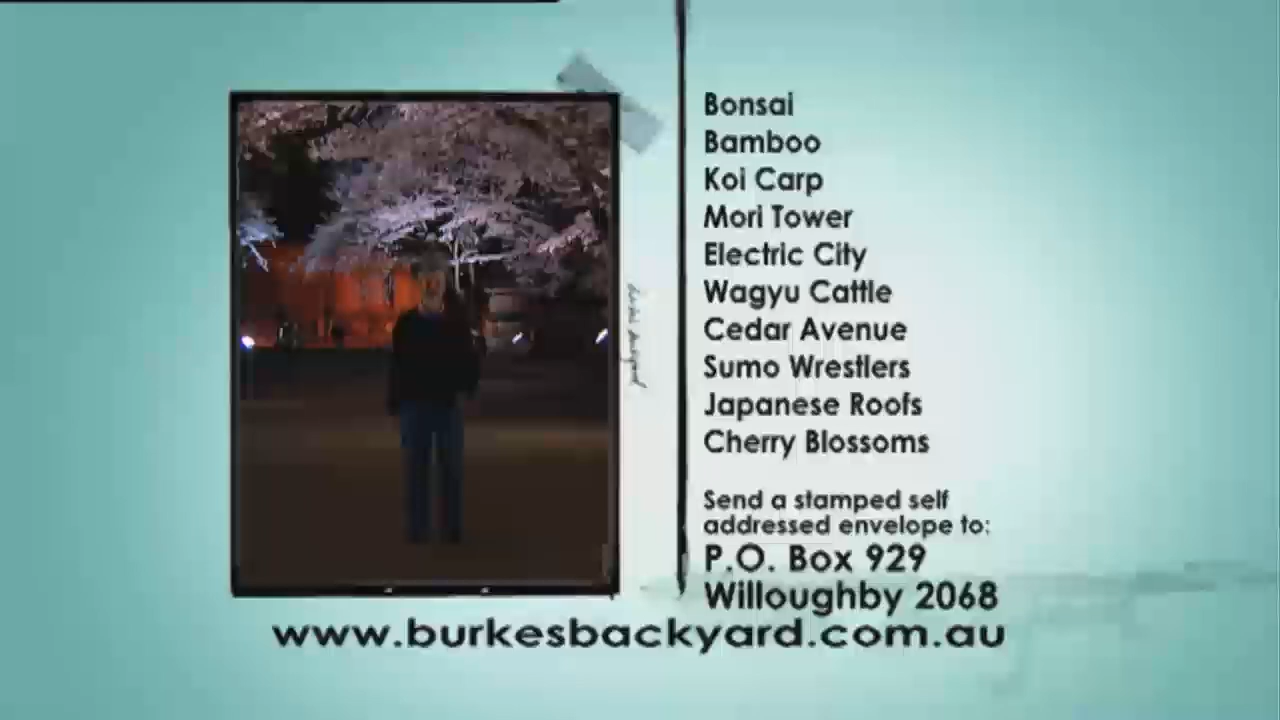 Bonsai
Bamboo
Koi Carp
Mori Tower
Electric City
Wagyu Cattle
Cedar Avenue
Sumo Wrestlers
Japanese Roofs
Cherry Blossoms
Send a stamped self
addressed envelope to:
P.O. Box 929
Willoughby 2068
www.burkesbackyard.com.au